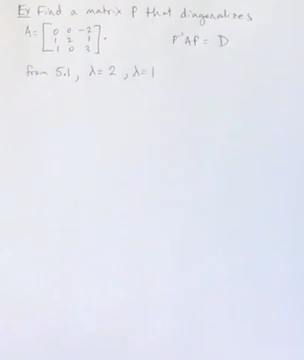 Ex Find a matrix P that diagonalizes
A = [ 0 0 -2
1 2 1
1 0 3 ] . P⁻¹AP = D
from 5.1, λ = 2, λ = 1